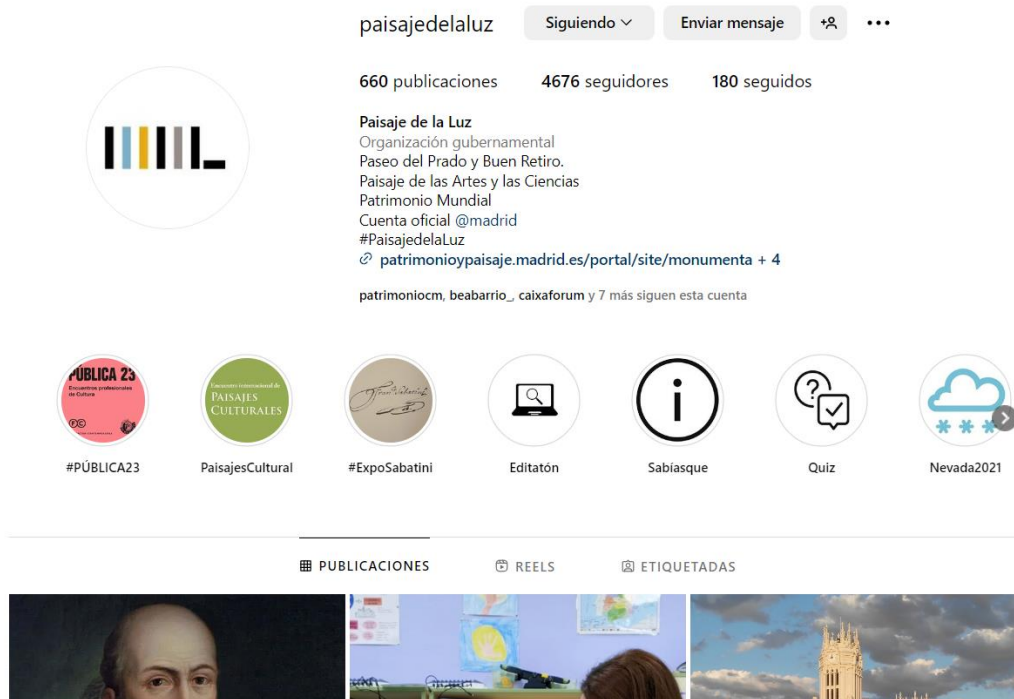 paisajedelaluz
Siguiendo
Enviar mensaje
660 publicaciones 4676 seguidores 180 seguidos
Paisaje de la Luz
Organización gubernamental
Paseo del Prado y Buen Retiro.
Paisaje de las Artes y las Ciencias
Patrimonio Mundial
Cuenta oficial @madrid
#PaisajedelaLuz
patrimonioypaisaje.madrid.es/portal/site/monumenta + 4
patrimoniocm, beabarrio_, caixaforum y 7 más siguen esta cuenta
PÚBLICA 23
Encuentros profesionales
de Cultura
Encuentro internacional de
PAISAJES
CULTURALES
#PÚBLICA23
PaisajesCultural
#ExpoSabatini
Editatón
Sabíasque
Quiz
Nevada2021
PUBLICACIONES
REELS
ETIQUETADAS